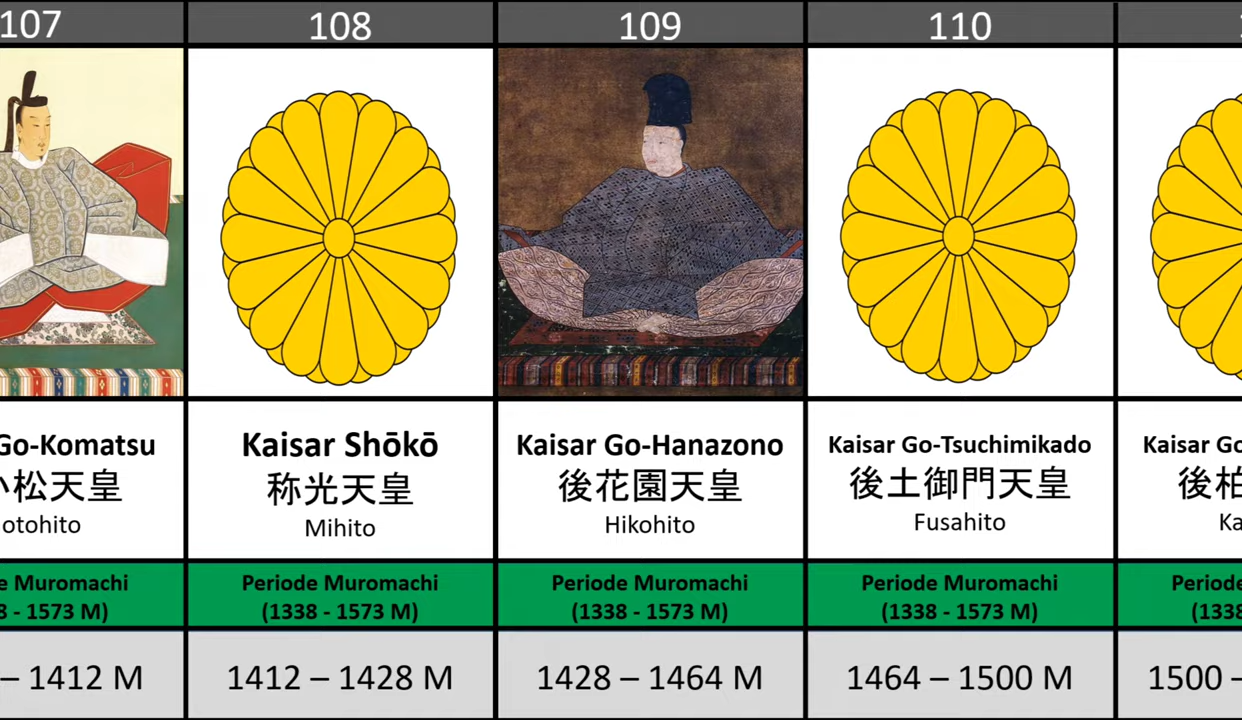 107
108
109
110
Go-Komatsu
小松天皇
otohito
e Muromachi
8 - 1573 M)
– 1412 M
Kaisar Shōkō
称光天皇
Mihito
Periode Muromachi
(1338 - 1573 M)
1412 – 1428 M
Kaisar Go-Hanazono
後花園天皇
Hikohito
Periode Muromachi
(1338 - 1573 M)
1428 – 1464 M
Kaisar Go-Tsuchimikado
後土御門天皇
Fusahito
Periode Muromachi
(1338 - 1573 M)
1464 – 1500 M
Kaisar Go
後柏
Ka
Periode
(1338
1500 –